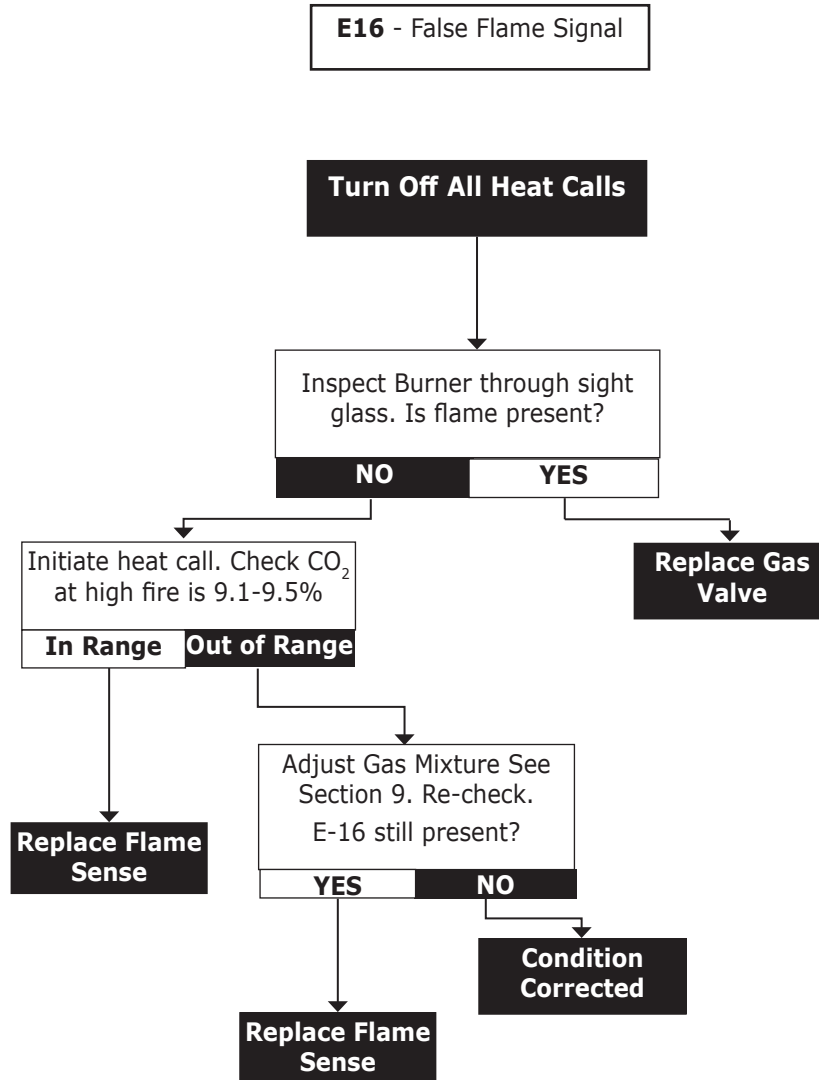 E16 - False Flame Signal
Turn Off All Heat Calls
Inspect Burner through sight
glass. Is flame present?
NO
YES
Initiate heat call. Check CO₂
at high fire is 9.1-9.5%
In Range
Out of Range
Replace Gas
Valve
Adjust Gas Mixture See
Section 9. Re-check.
E-16 still present?
YES
NO
Replace Flame
Sense
Condition
Corrected
Replace Flame
Sense